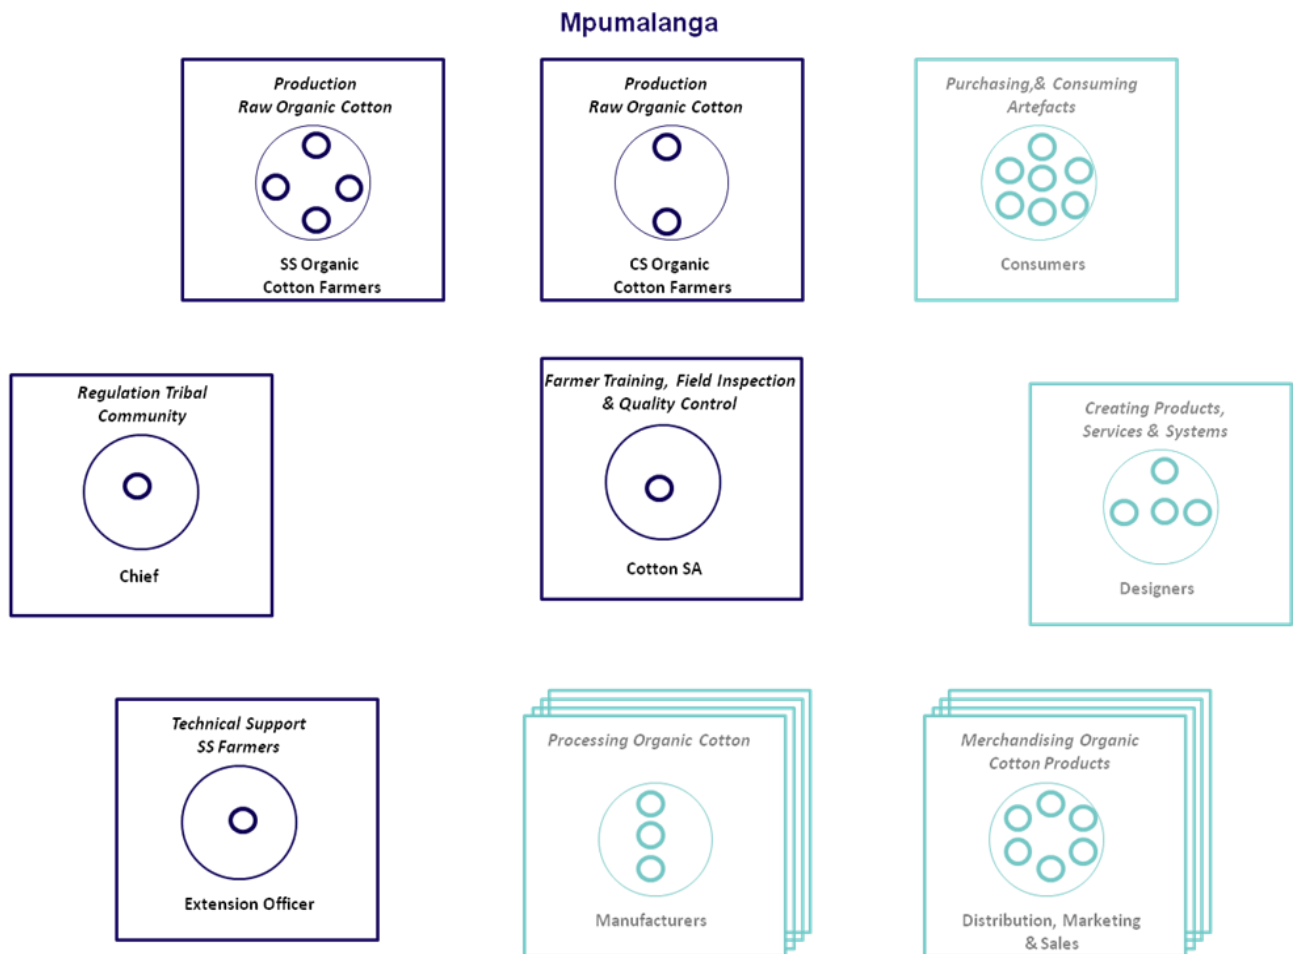 Mpumalanga
Production
Raw Organic Cotton
SS Organic
Cotton Farmers
Production
Raw Organic Cotton
CS Organic
Cotton Farmers
Purchasing,& Consuming
Artefacts
Consumers
Regulation Tribal
Community
Chief
Farmer Training, Field Inspection
& Quality Control
Cotton SA
Creating Products,
Services & Systems
Designers
Technical Support
SS Farmers
Extension Officer
Processing Organic Cotton
Manufacturers
Merchandising Organic
Cotton Products
Distribution, Marketing
& Sales